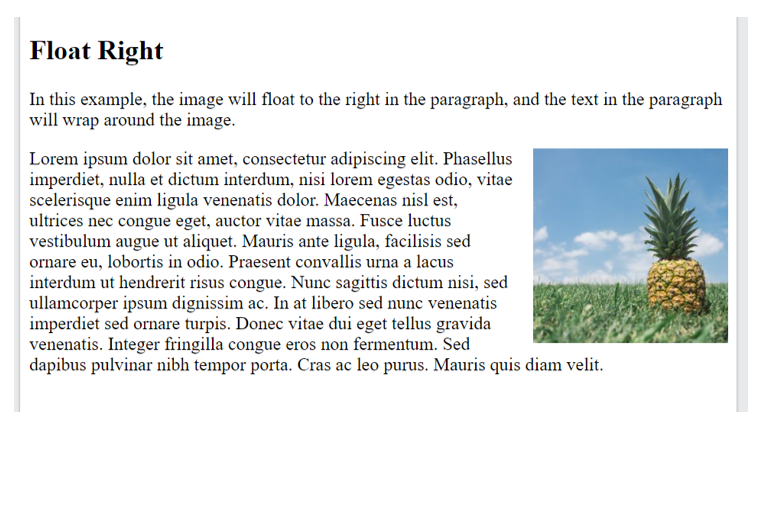 Float Right
In this example, the image will float to the right in the paragraph, and the text in the paragraph
will wrap around the image.
Lorem ipsum dolor sit amet, consectetur adipiscing elit. Phasellus
imperdiet, nulla et dictum interdum, nisi lorem egestas odio, vitae
scelerisque enim ligula venenatis dolor. Maecenas nisl est,
ultrices nec congue eget, auctor vitae massa. Fusce luctus
vestibulum augue ut aliquet. Mauris ante ligula, facilisis sed
ornare eu, lobortis in odio. Praesent convallis urna a lacus
interdum ut hendrerit risus congue. Nunc sagittis dictum nisi, sed
ullamcorper ipsum dignissim ac. In at libero sed nunc venenatis
imperdiet sed ornare turpis. Donec vitae dui eget tellus gravida
venenatis. Integer fringilla congue eros non fermentum. Sed
dapibus pulvinar nibh tempor porta. Cras ac leo purus. Mauris quis diam velit.